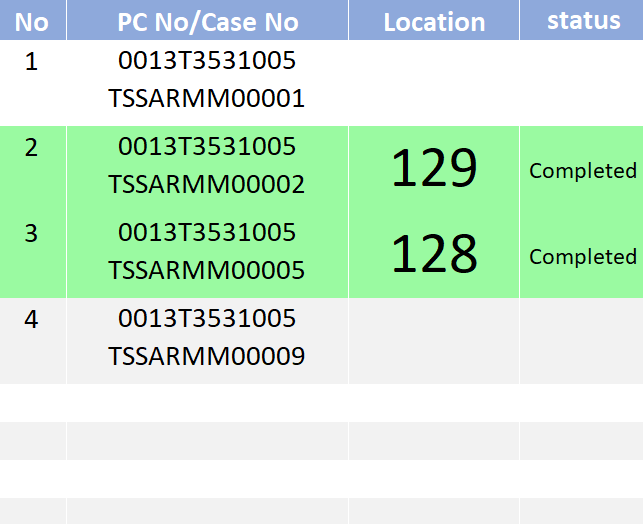 No PC No/Case No Location status
1 0013T3531005
TSSARMM00001
2 0013T3531005 129 Completed
TSSARMM00002
3 0013T3531005 128 Completed
TSSARMM00005
4 0013T3531005
TSSARMM00009